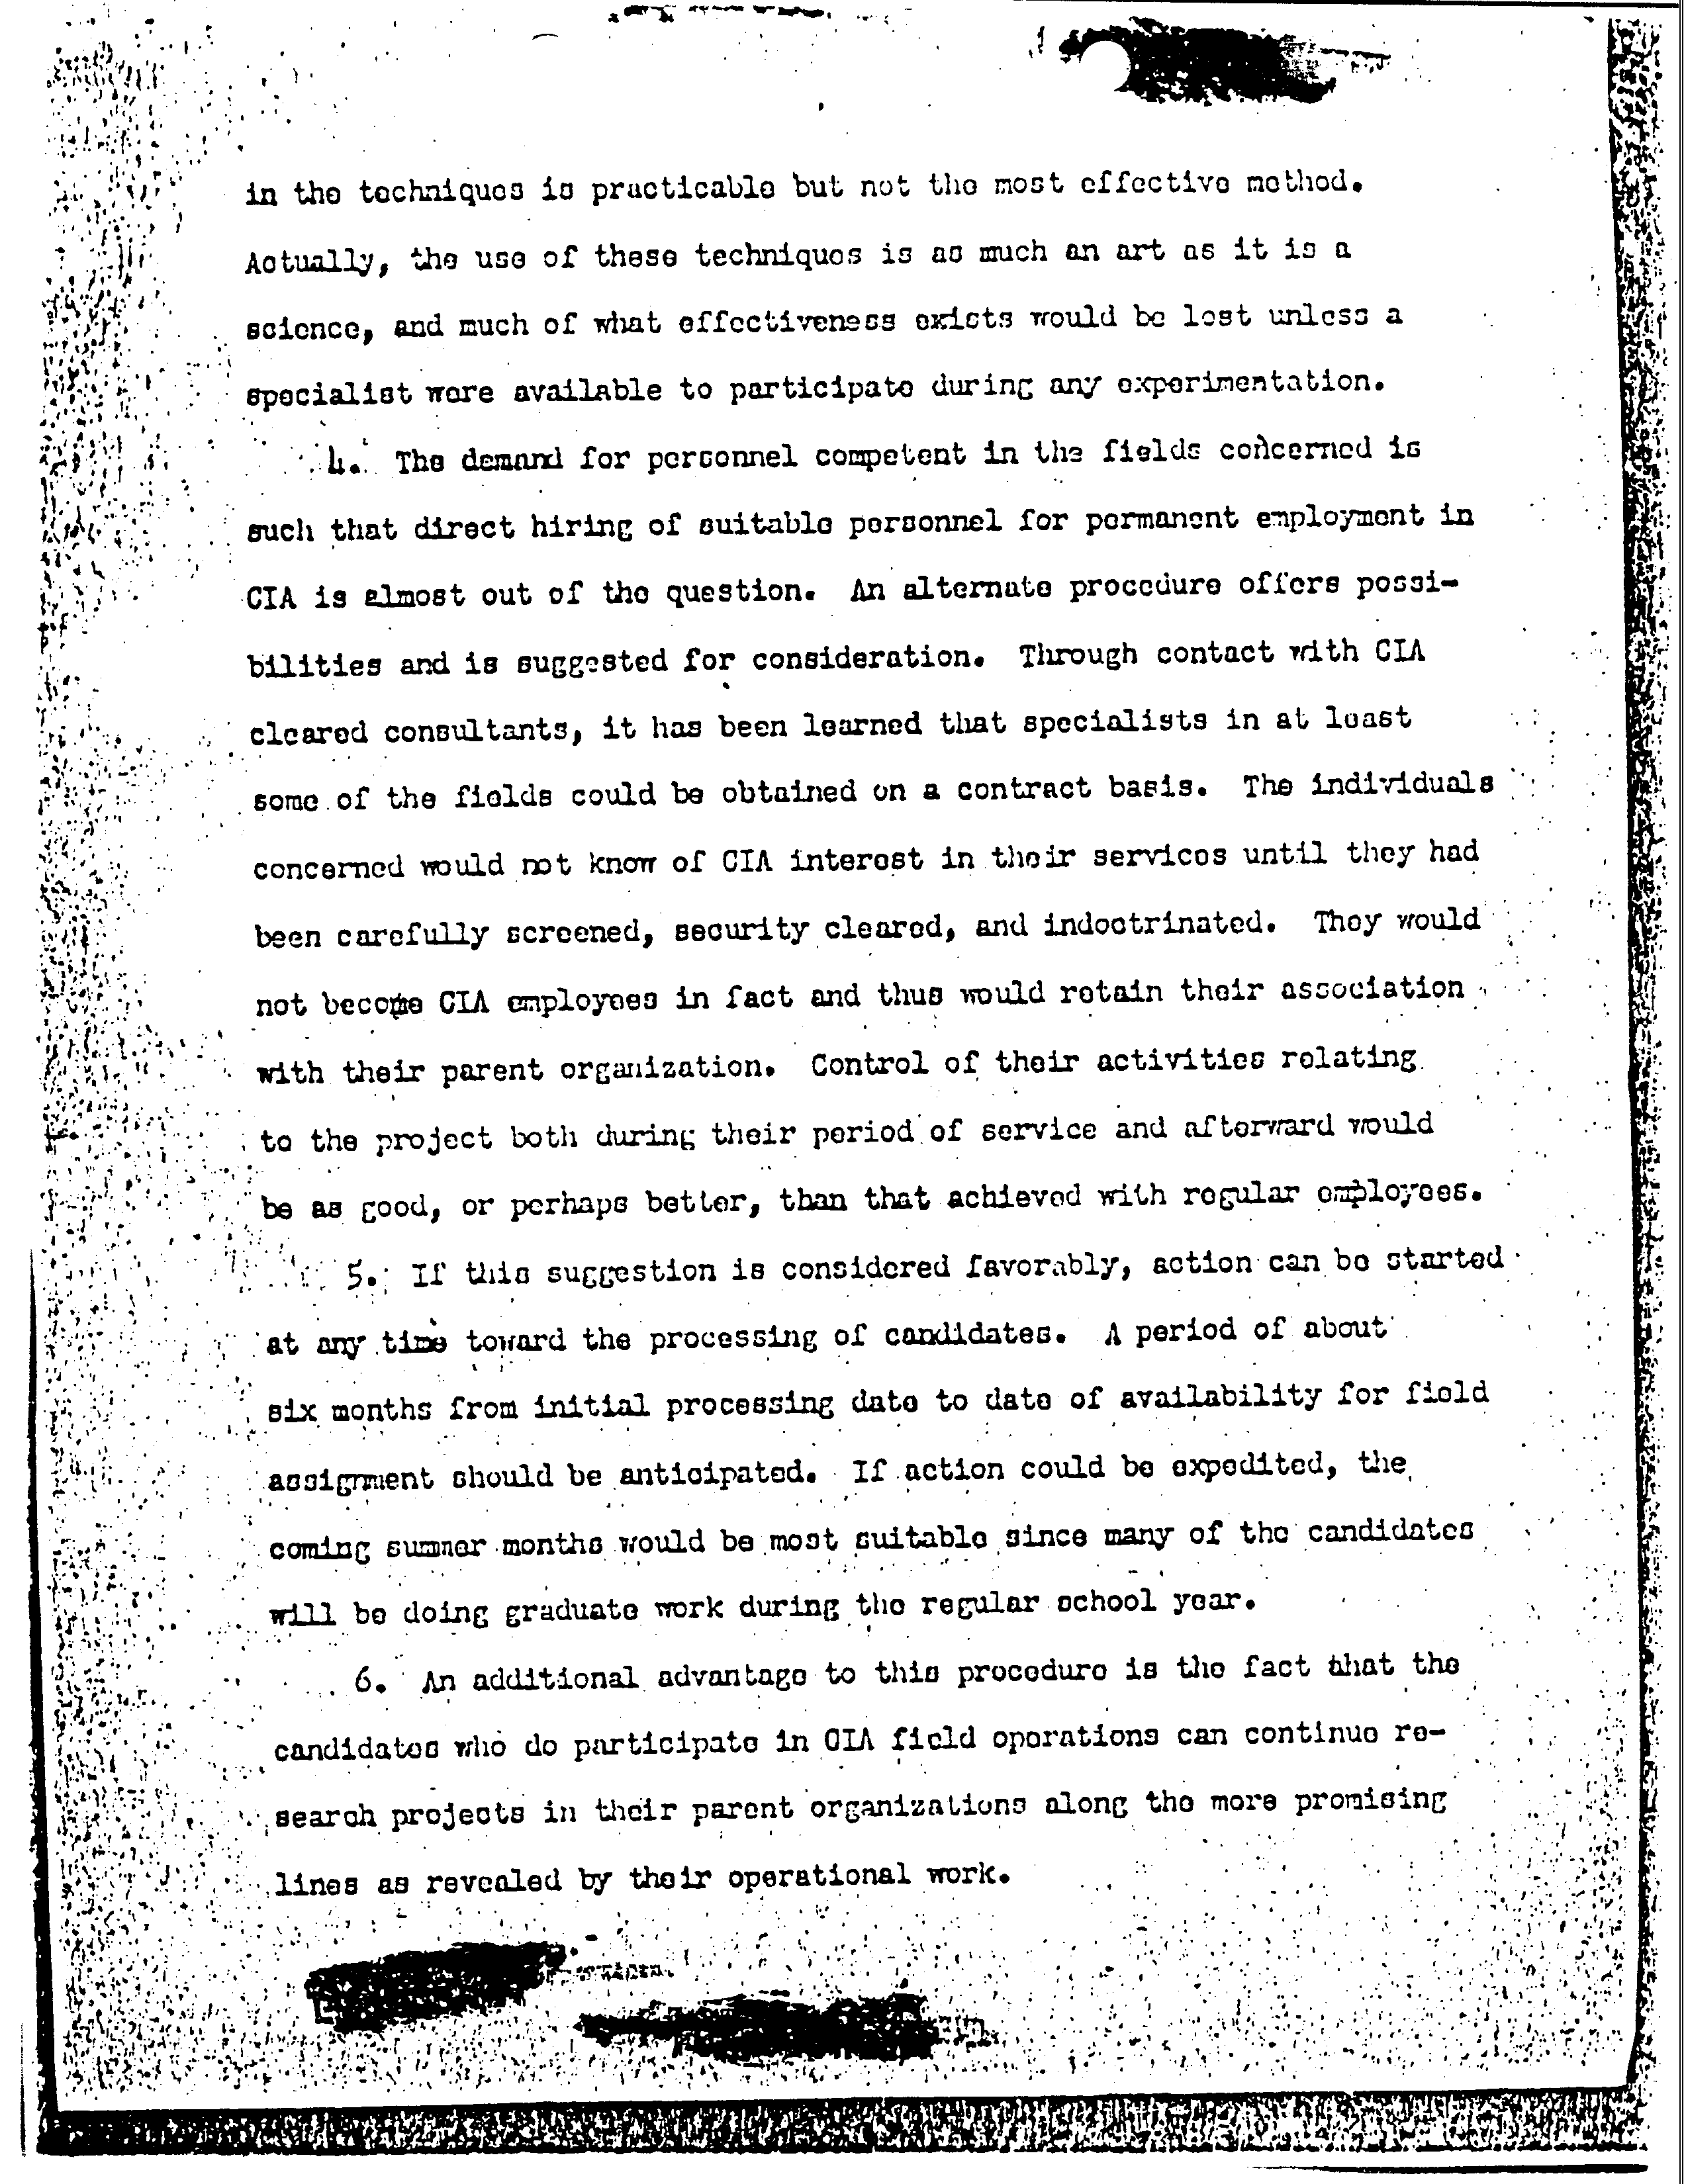 in the techniques is practicable but not the most effective method.
Actually, the use of these techniques is as much an art as it is a
science, and much of what effectiveness exists would be lost unless a
specialist were available to participate during any experimentation.
4. The demand for personnel competent in the fields concerned is
such that direct hiring of suitable personnel for permanent employment in
CIA is almost out of the question. An alternate procedure offers possi-
bilities and is suggested for consideration. Through contact with CIA
cleared consultants, it has been learned that specialists in at least
some of the fields could be obtained on a contract basis. The individuals
concerned would not know of CIA interest in their services until they had
been carefully screened, security cleared, and indoctrinated. They would
not become CIA employees in fact and thus would retain their association
with their parent organization. Control of their activities relating
to the project both during their period of service and afterward would
be as good, or perhaps better, than that achieved with regular employees.
5. If this suggestion is considered favorably, action can be started
at any time toward the processing of candidates. A period of about
six months from initial processing date to date of availability for field
assignment should be anticipated. If action could be expedited, the
coming summer months would be most suitable since many of the candidates
will be doing graduate work during the regular school year.
6. An additional advantage to this procedure is the fact that the
candidates who do participate in CIA field operations can continue re-
search projects in their parent organizations along the more promising
lines as revealed by their operational work.